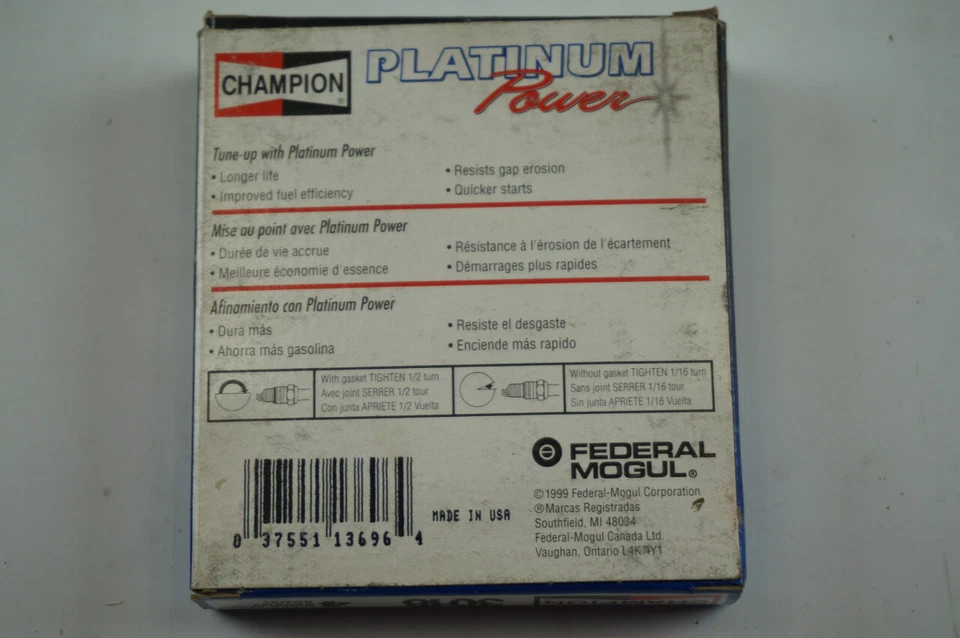 CHAMPION®
PLATINUM
Power
Tune-up with Platinum Power
• Longer life
• Improved fuel efficiency
• Resists gap erosion
• Quicker starts
Mise au point avec Platinum Power
• Durée de vie accrue
• Meilleure économie d'essence
• Résistance à l'érosion de l'écartement
• Démarrages plus rapides
Afinamiento con Platinum Power
• Dura más
• Ahorra más gasolina
• Resiste el desgaste
• Enciende más rapido
With gasket TIGHTEN 1/2 turn
Avec joint SERRER 1/2 tour
Con junta APRIETE 1/2 Vuelta
Without gasket TIGHTEN 1/16 turn
Sans joint SERRER 1/16 tour
Sin junta APRIETE 1/16 Vuelta
FEDERAL
MOGUL®
©1999 Federal-Mogul Corporation
®Marcas Registradas
Southfield, MI 48034
Federal-Mogul Canada Ltd.
Vaughan, Ontario L4K 4Y1
MADE IN USA
0 37551 13696 4
CHAMPION